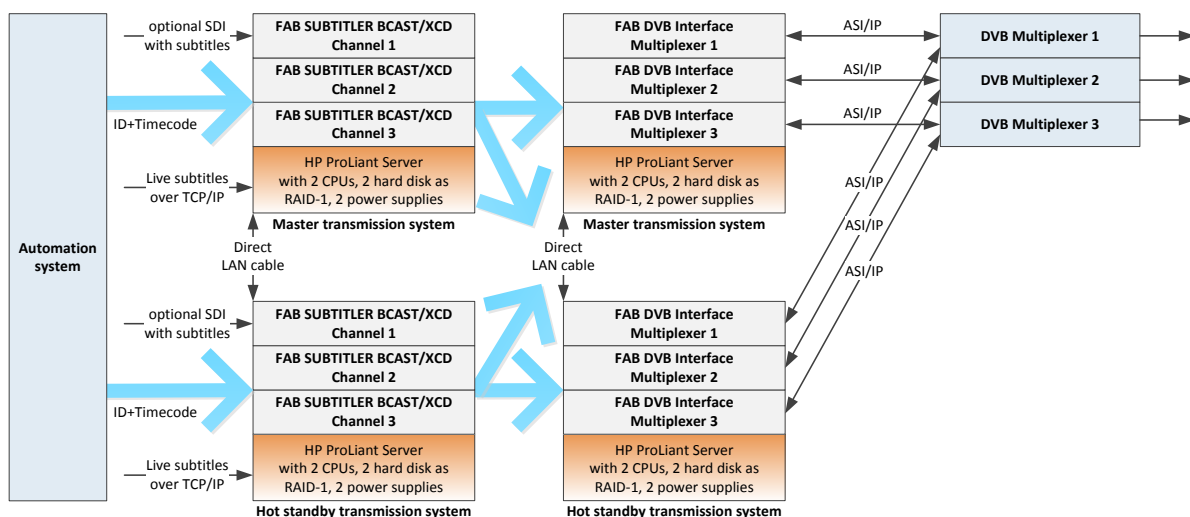 Automation
system
optional SDI
with subtitles
ID+Timecode
Live subtitles
over TCP/IP
FAB SUBTITLER BCAST/XCD
Channel 1
FAB SUBTITLER BCAST/XCD
Channel 2
FAB SUBTITLER BCAST/XCD
Channel 3
HP ProLiant Server
with 2 CPUs, 2 hard disk as
RAID-1, 2 power supplies
Master transmission system
FAB DVB Interface
Multiplexer 1
FAB DVB Interface
Multiplexer 2
FAB DVB Interface
Multiplexer 3
HP ProLiant Server
with 2 CPUs, 2 hard disk as
RAID-1, 2 power supplies
Master transmission system
ASI/IP
ASI/IP
ASI/IP
DVB Multiplexer 1
DVB Multiplexer 2
DVB Multiplexer 3
ASI/IP
ASI/IP
ASI/IP
Direct
LAN cable
Direct
LAN cable
optional SDI
with subtitles
ID+Timecode
Live subtitles
over TCP/IP
FAB SUBTITLER BCAST/XCD
Channel 1
FAB SUBTITLER BCAST/XCD
Channel 2
FAB SUBTITLER BCAST/XCD
Channel 3
HP ProLiant Server
with 2 CPUs, 2 hard disk as
RAID-1, 2 power supplies
Hot standby transmission system
FAB DVB Interface
Multiplexer 1
FAB DVB Interface
Multiplexer 2
FAB DVB Interface
Multiplexer 3
HP ProLiant Server
with 2 CPUs, 2 hard disk as
RAID-1, 2 power supplies
Hot standby transmission system